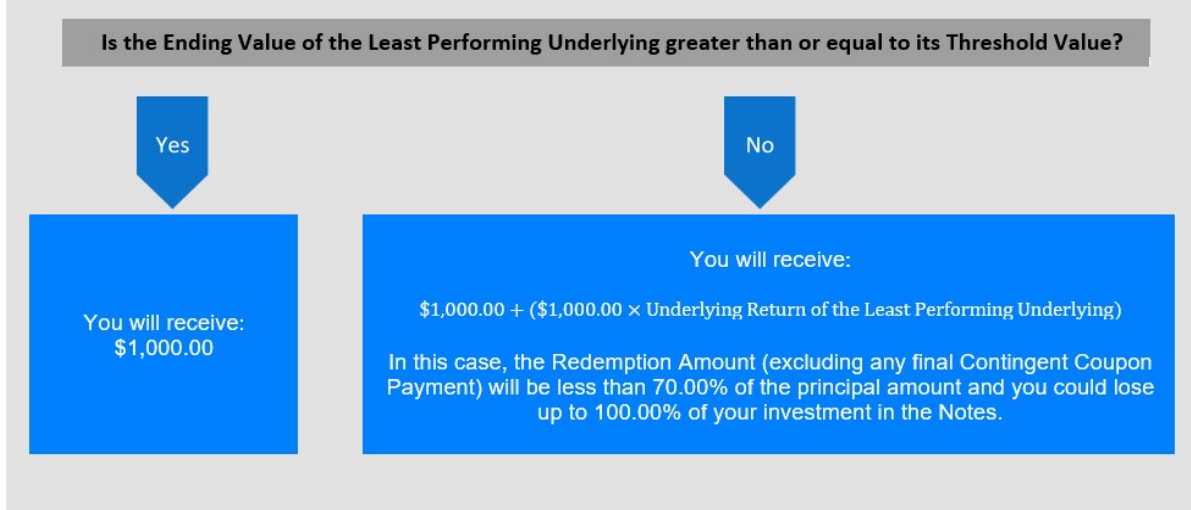 Is the Ending Value of the Least Performing Underlying greater than or equal to its Threshold Value?
Yes
No
You will receive:
$1,000.00
You will receive:
$1,000.00 + ($1,000.00 × Underlying Return of the Least Performing Underlying)
In this case, the Redemption Amount (excluding any final Contingent Coupon
Payment) will be less than 70.00% of the principal amount and you could lose
up to 100.00% of your investment in the Notes.